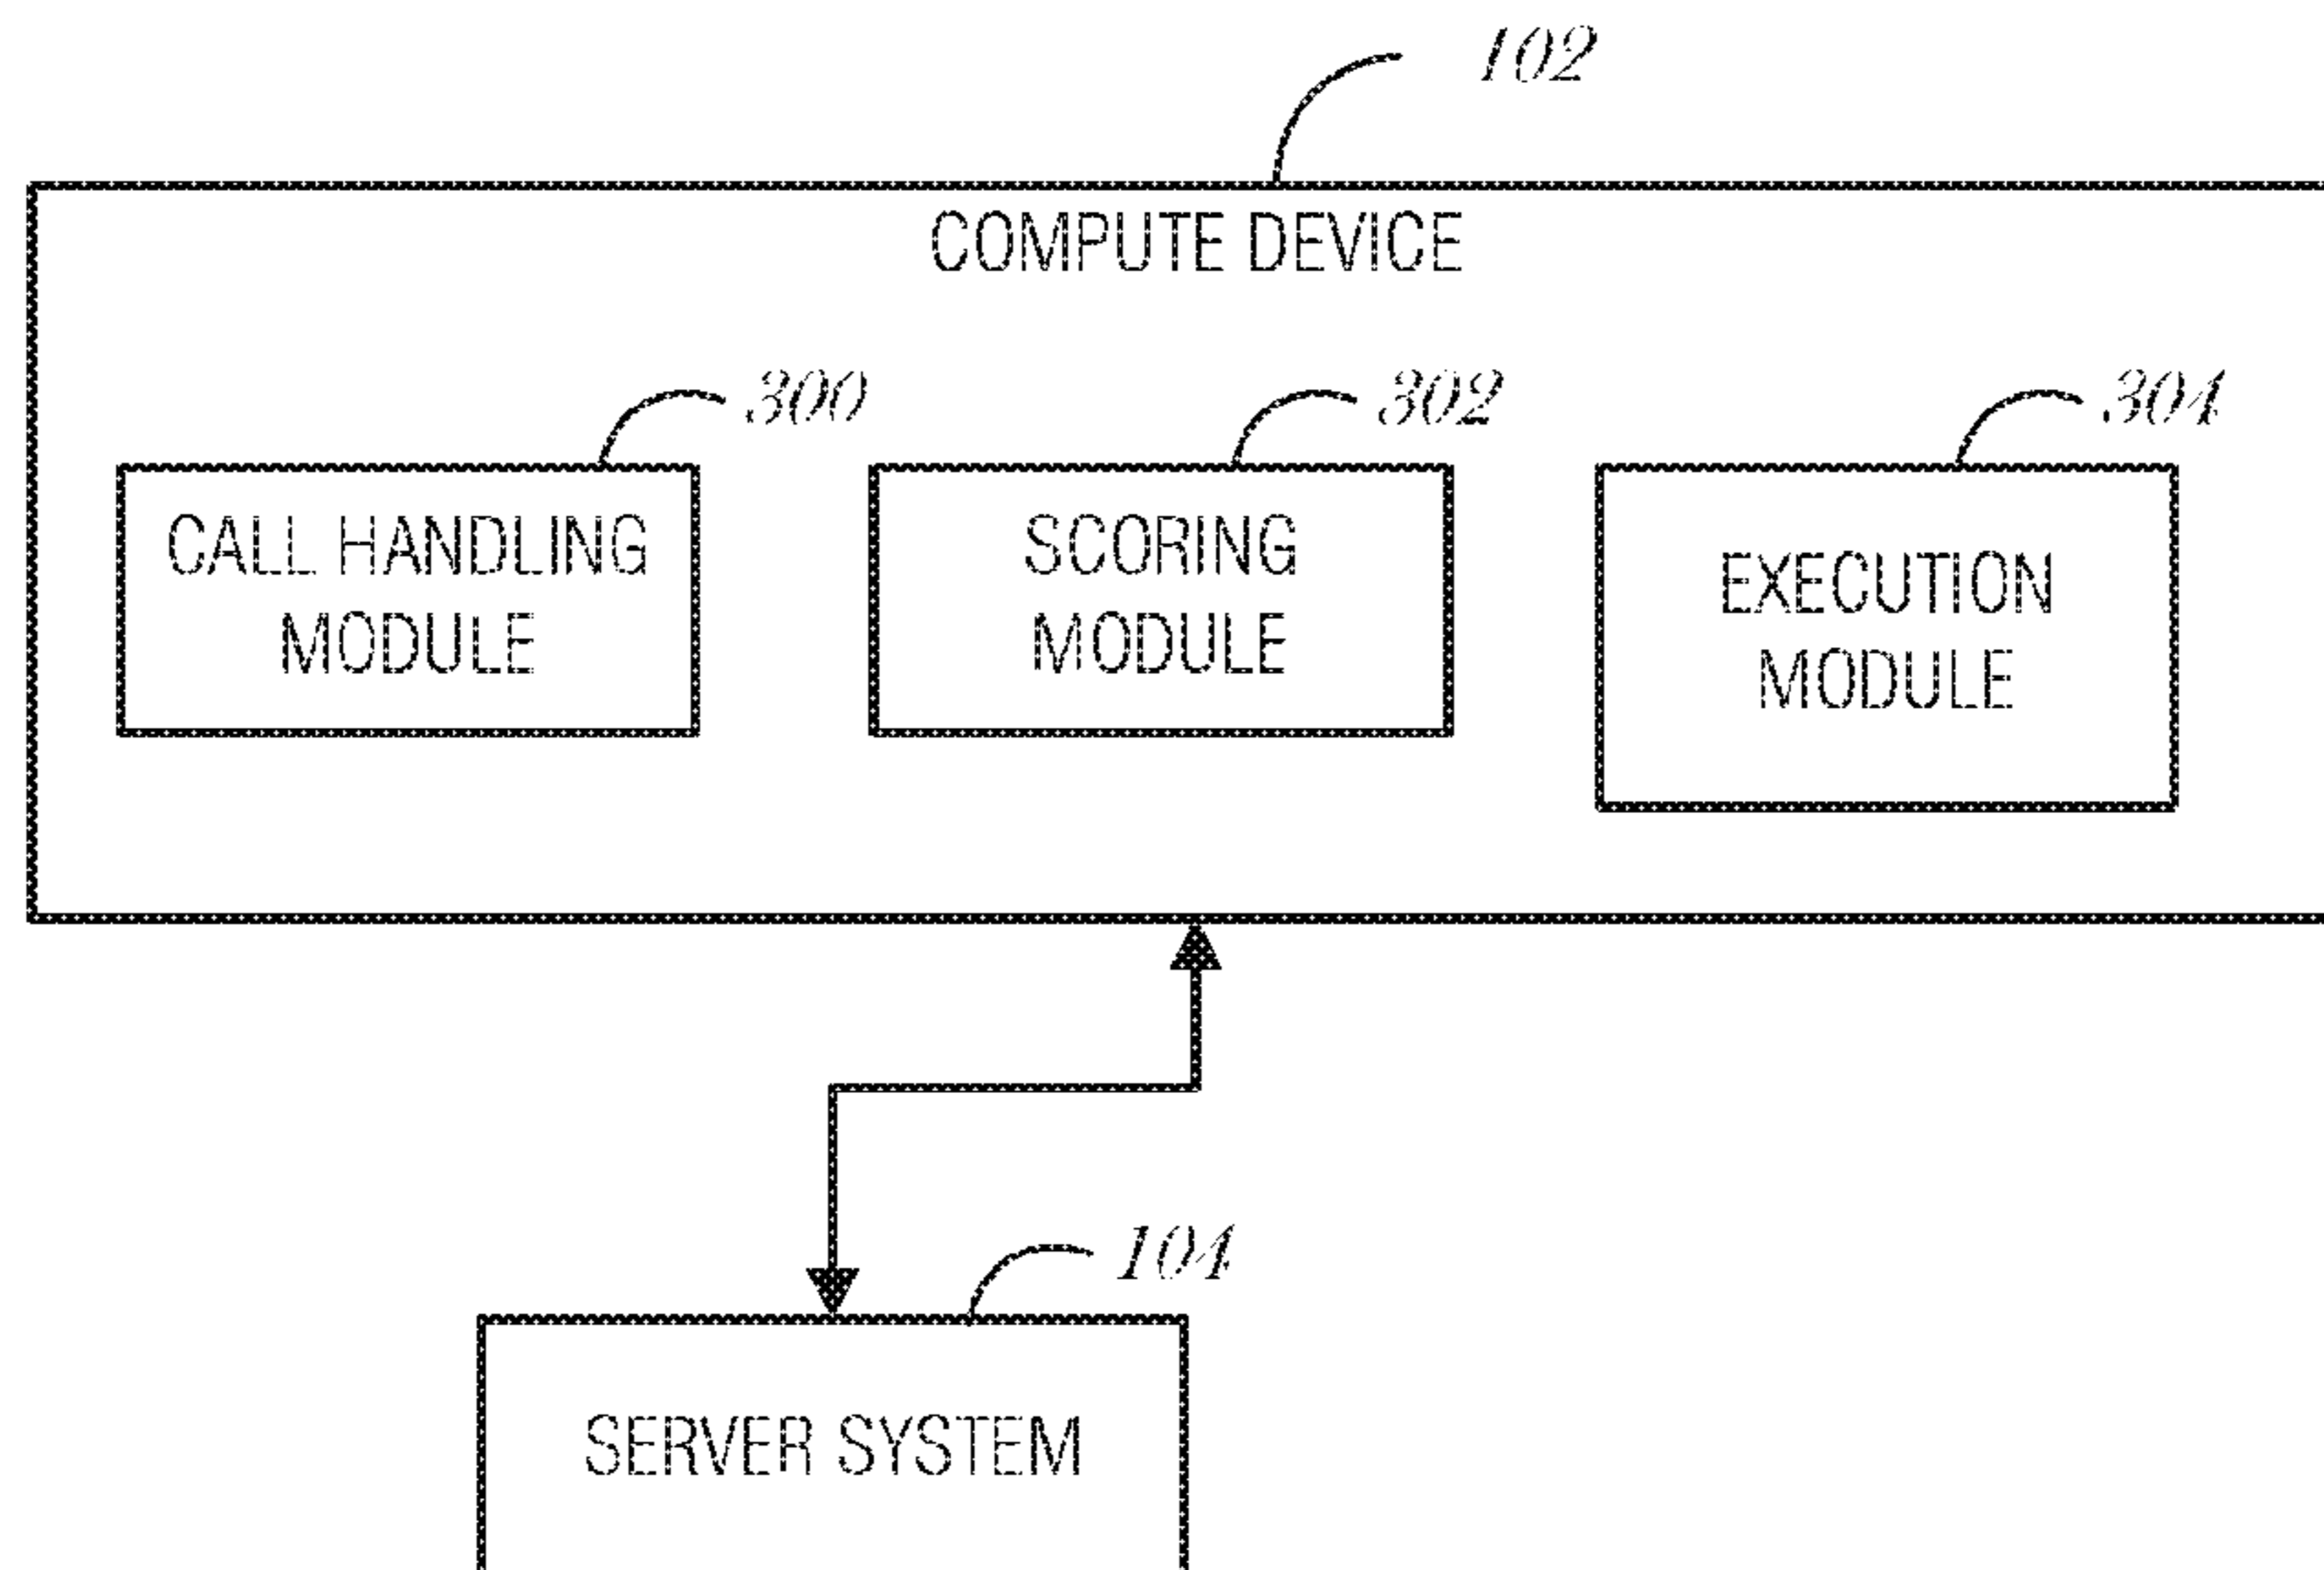 102
COMPUTE DEVICE
300
302
304
CALL HANDLING
MODULE
SCORING
MODULE
EXECUTION
MODULE
104
SERVER SYSTEM